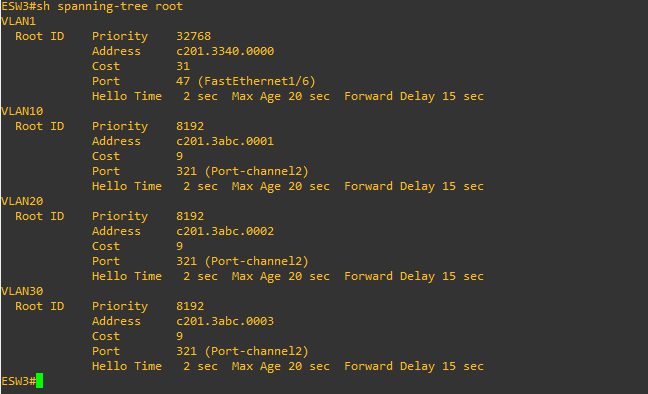 ESW3#sh spanning-tree root
VLAN1
  Root ID    Priority    32768
             Address     c201.3340.0000
             Cost        31
             Port        47 (FastEthernet1/6)
             Hello Time   2 sec  Max Age 20 sec  Forward Delay 15 sec
VLAN10
  Root ID    Priority    8192
             Address     c201.3abc.0001
             Cost        9
             Port        321 (Port-channel2)
             Hello Time   2 sec  Max Age 20 sec  Forward Delay 15 sec
VLAN20
  Root ID    Priority    8192
             Address     c201.3abc.0002
             Cost        9
             Port        321 (Port-channel2)
             Hello Time   2 sec  Max Age 20 sec  Forward Delay 15 sec
VLAN30
  Root ID    Priority    8192
             Address     c201.3abc.0003
             Cost        9
             Port        321 (Port-channel2)
             Hello Time   2 sec  Max Age 20 sec  Forward Delay 15 sec
ESW3#